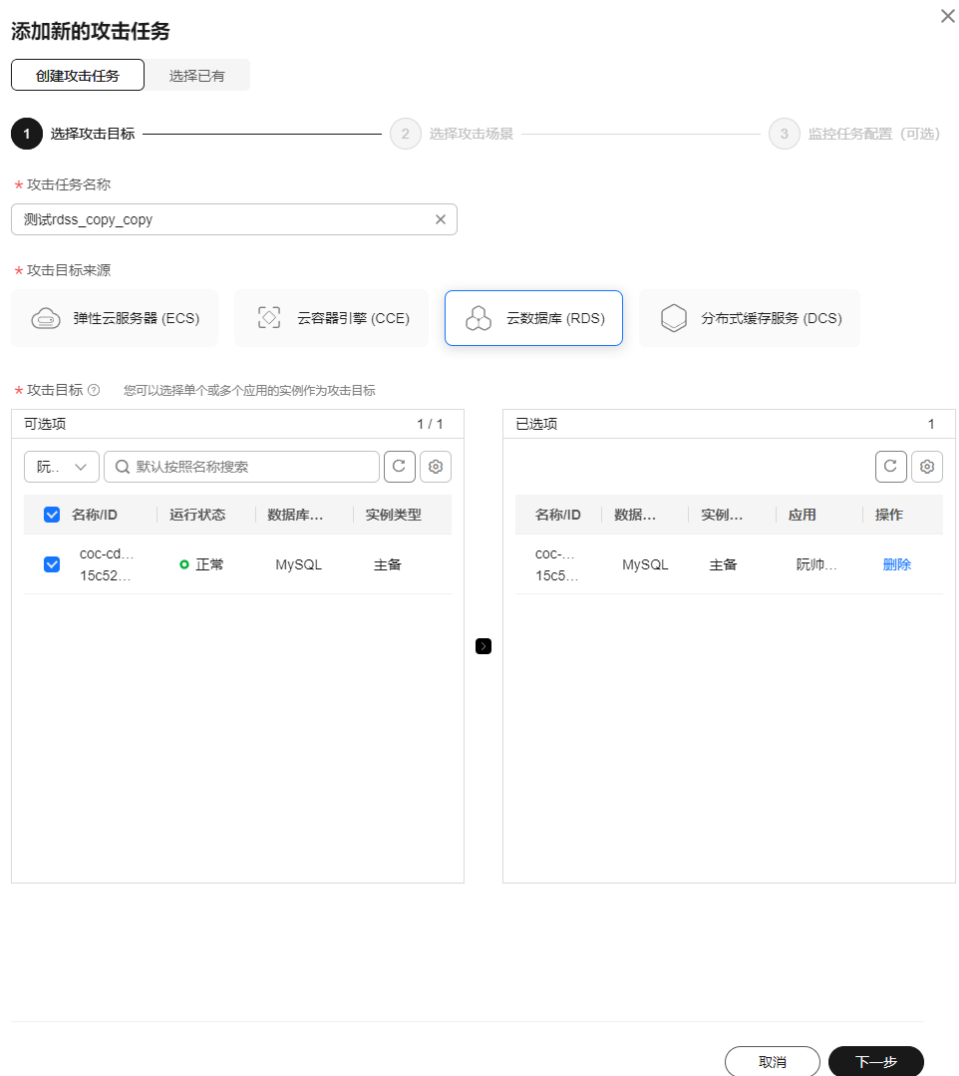 添加新的攻击任务
创建攻击任务 选择已有
1 选择攻击目标 2 选择攻击场景 3 监控任务配置 (可选)
* 攻击任务名称
测试rdss_copy_copy
* 攻击目标来源
弹性云服务器 (ECS) 云容器引擎 (CCE) 云数据库 (RDS) 分布式缓存服务 (DCS)
* 攻击目标 您可以选择单个或多个应用的实例作为攻击目标
可选项 1 / 1 已选项 1
阮.. 默认按照名称搜索
名称/ID 运行状态 数据库... 实例类型 名称/ID 数据... 实例... 应用 操作
coc-cd... 正常 MySQL 主备 coc-... MySQL 主备 阮帅... 删除
15c52... 15c5...
取消 下一步